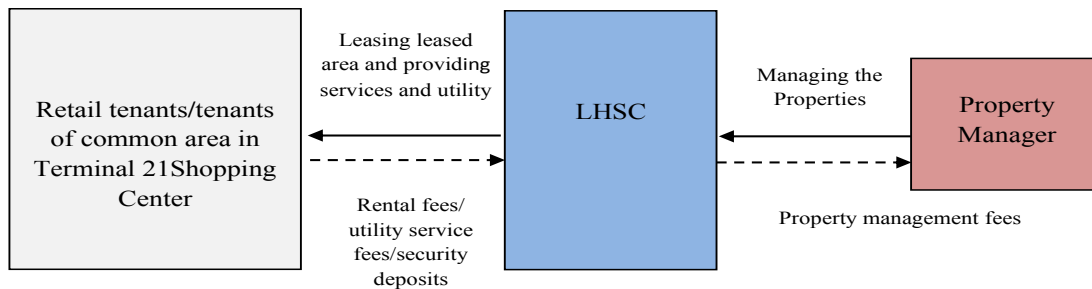 Retail tenants/tenants
of common area in
Terminal 21Shopping
Center
Leasing leased
area and providing
services and utility
Rental fees/
utility service
fees/security
deposits
LHSC
Managing the
Properties
Property management fees
Property
Manager